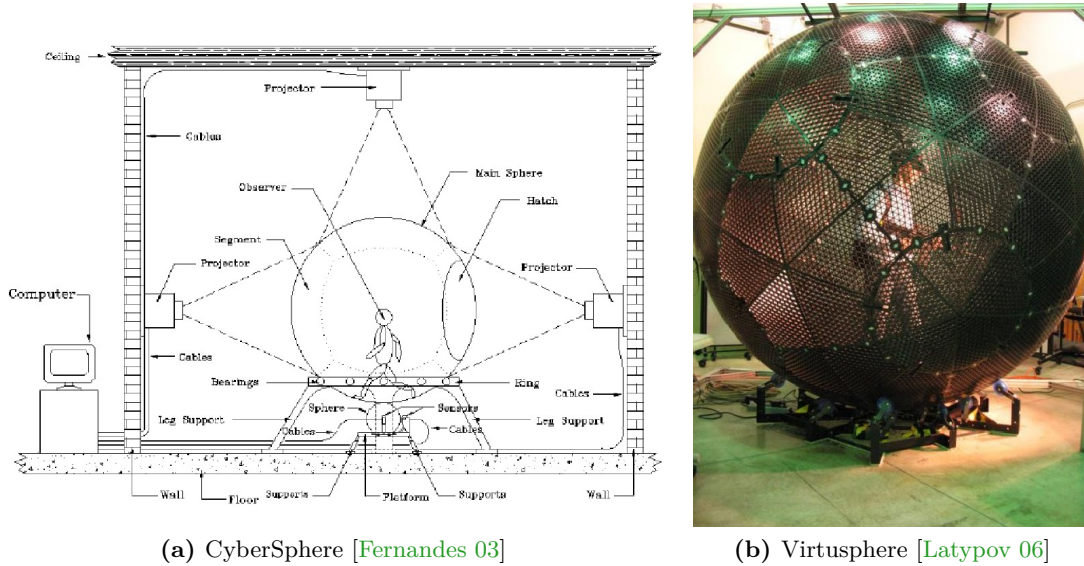 Ceiling
Projector
Cables
Observer
Main Sphere
Hatch
Segment
Projector
Projector
Computer
Cables
Bearings
Ring
Cables
Sphere
Sensors
Leg Support
Leg Support
Cables
Cables
Wall
Floor
Supports
Platform
Supports
Wall
(a) CyberSphere [Fernandes 03]
(b) Virtusphere [Latypov 06]